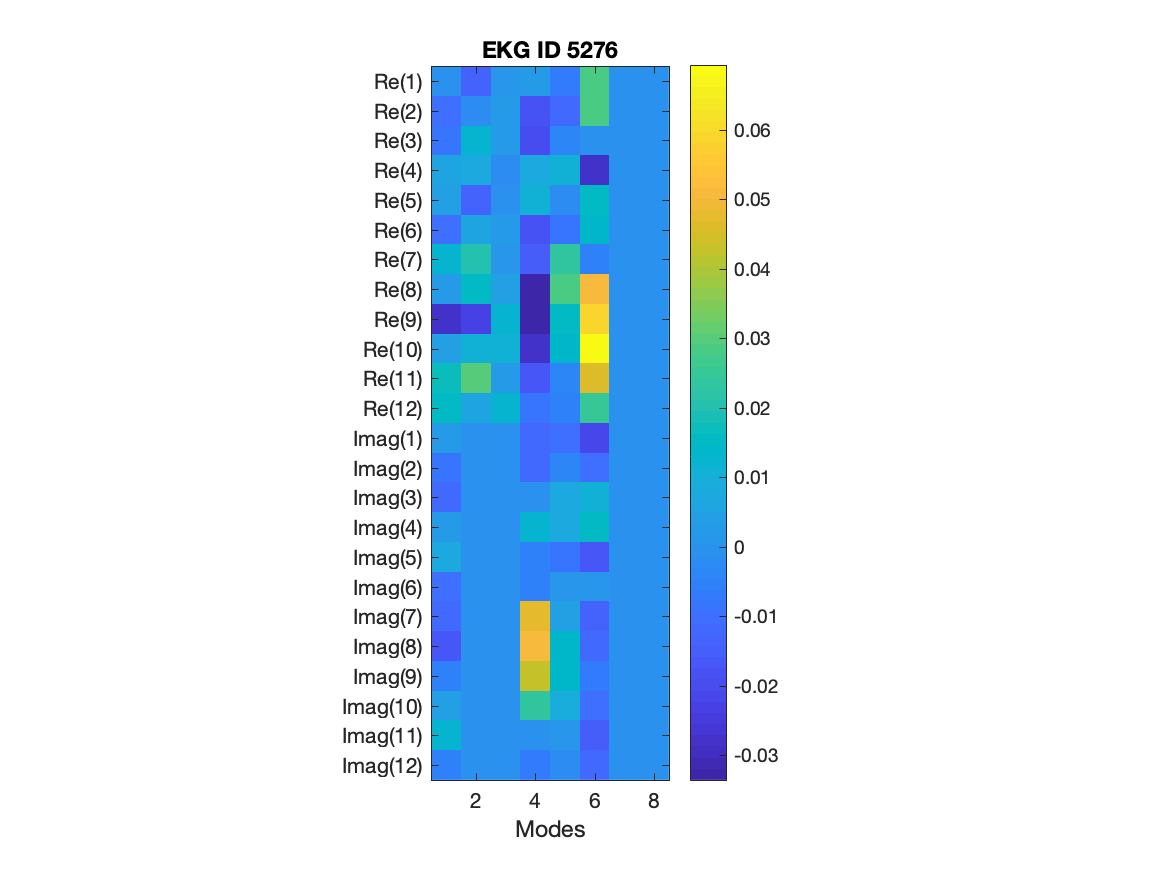 EKG ID 5276
Re(1)
Re(2)
Re(3)
Re(4)
Re(5)
Re(6)
Re(7)
Re(8)
Re(9)
Re(10)
Re(11)
Re(12)
Imag(1)
Imag(2)
Imag(3)
Imag(4)
Imag(5)
Imag(6)
Imag(7)
Imag(8)
Imag(9)
Imag(10)
Imag(11)
Imag(12)
2 4 6 8
Modes
0.06
0.05
0.04
0.03
0.02
0.01
0
-0.01
-0.02
-0.03